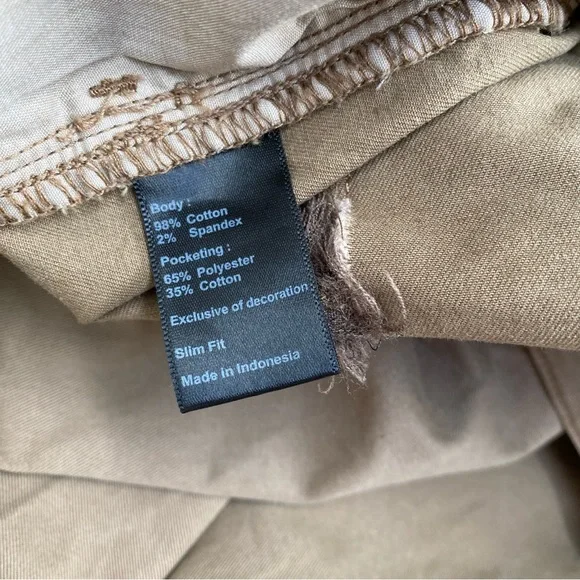 Body :
98% Cotton
2% Spandex
Pocketing :
65% Polyester
35% Cotton
Exclusive of decoration
Slim Fit
Made in Indonesia